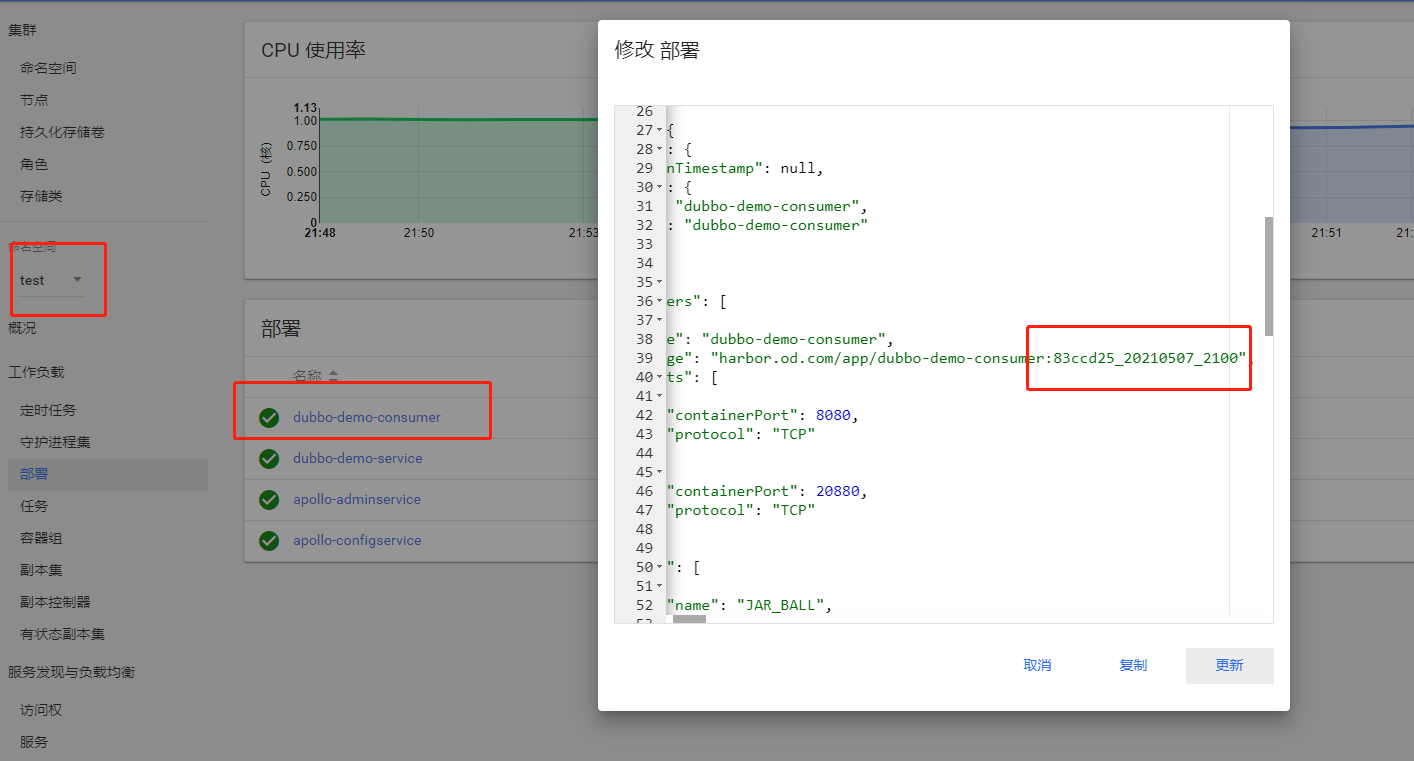 集群
命名空间
节点
持久化存储卷
角色
存储类
命名空间
test
概况
工作负载
定时任务
守护进程集
部署
任务
容器组
副本集
副本控制器
有状态副本集
服务发现与负载均衡
访问权
服务
CPU 使用率
CPU (核)
1.13
1.00
0.750
0.500
0.250
0
21:48
21:50
21:53
21:51
21:
部署
名称
dubbo-demo-consumer
dubbo-demo-service
apollo-adminservice
apollo-configservice
修改 部署
26
27 {
28 : {
29 nTimestamp": null,
30 : {
31 "dubbo-demo-consumer",
32 : "dubbo-demo-consumer"
33
34
35
36 ers": [
37
38 e": "dubbo-demo-consumer",
39 ge": "harbor.od.com/app/dubbo-demo-consumer:83ccd25_20210507_2100",
40 ts": [
41
42 "containerPort": 8080,
43 "protocol": "TCP"
44
45
46 "containerPort": 20880,
47 "protocol": "TCP"
48
49
50 ": [
51
52 "name": "JAR_BALL",
53
取消
复制
更新